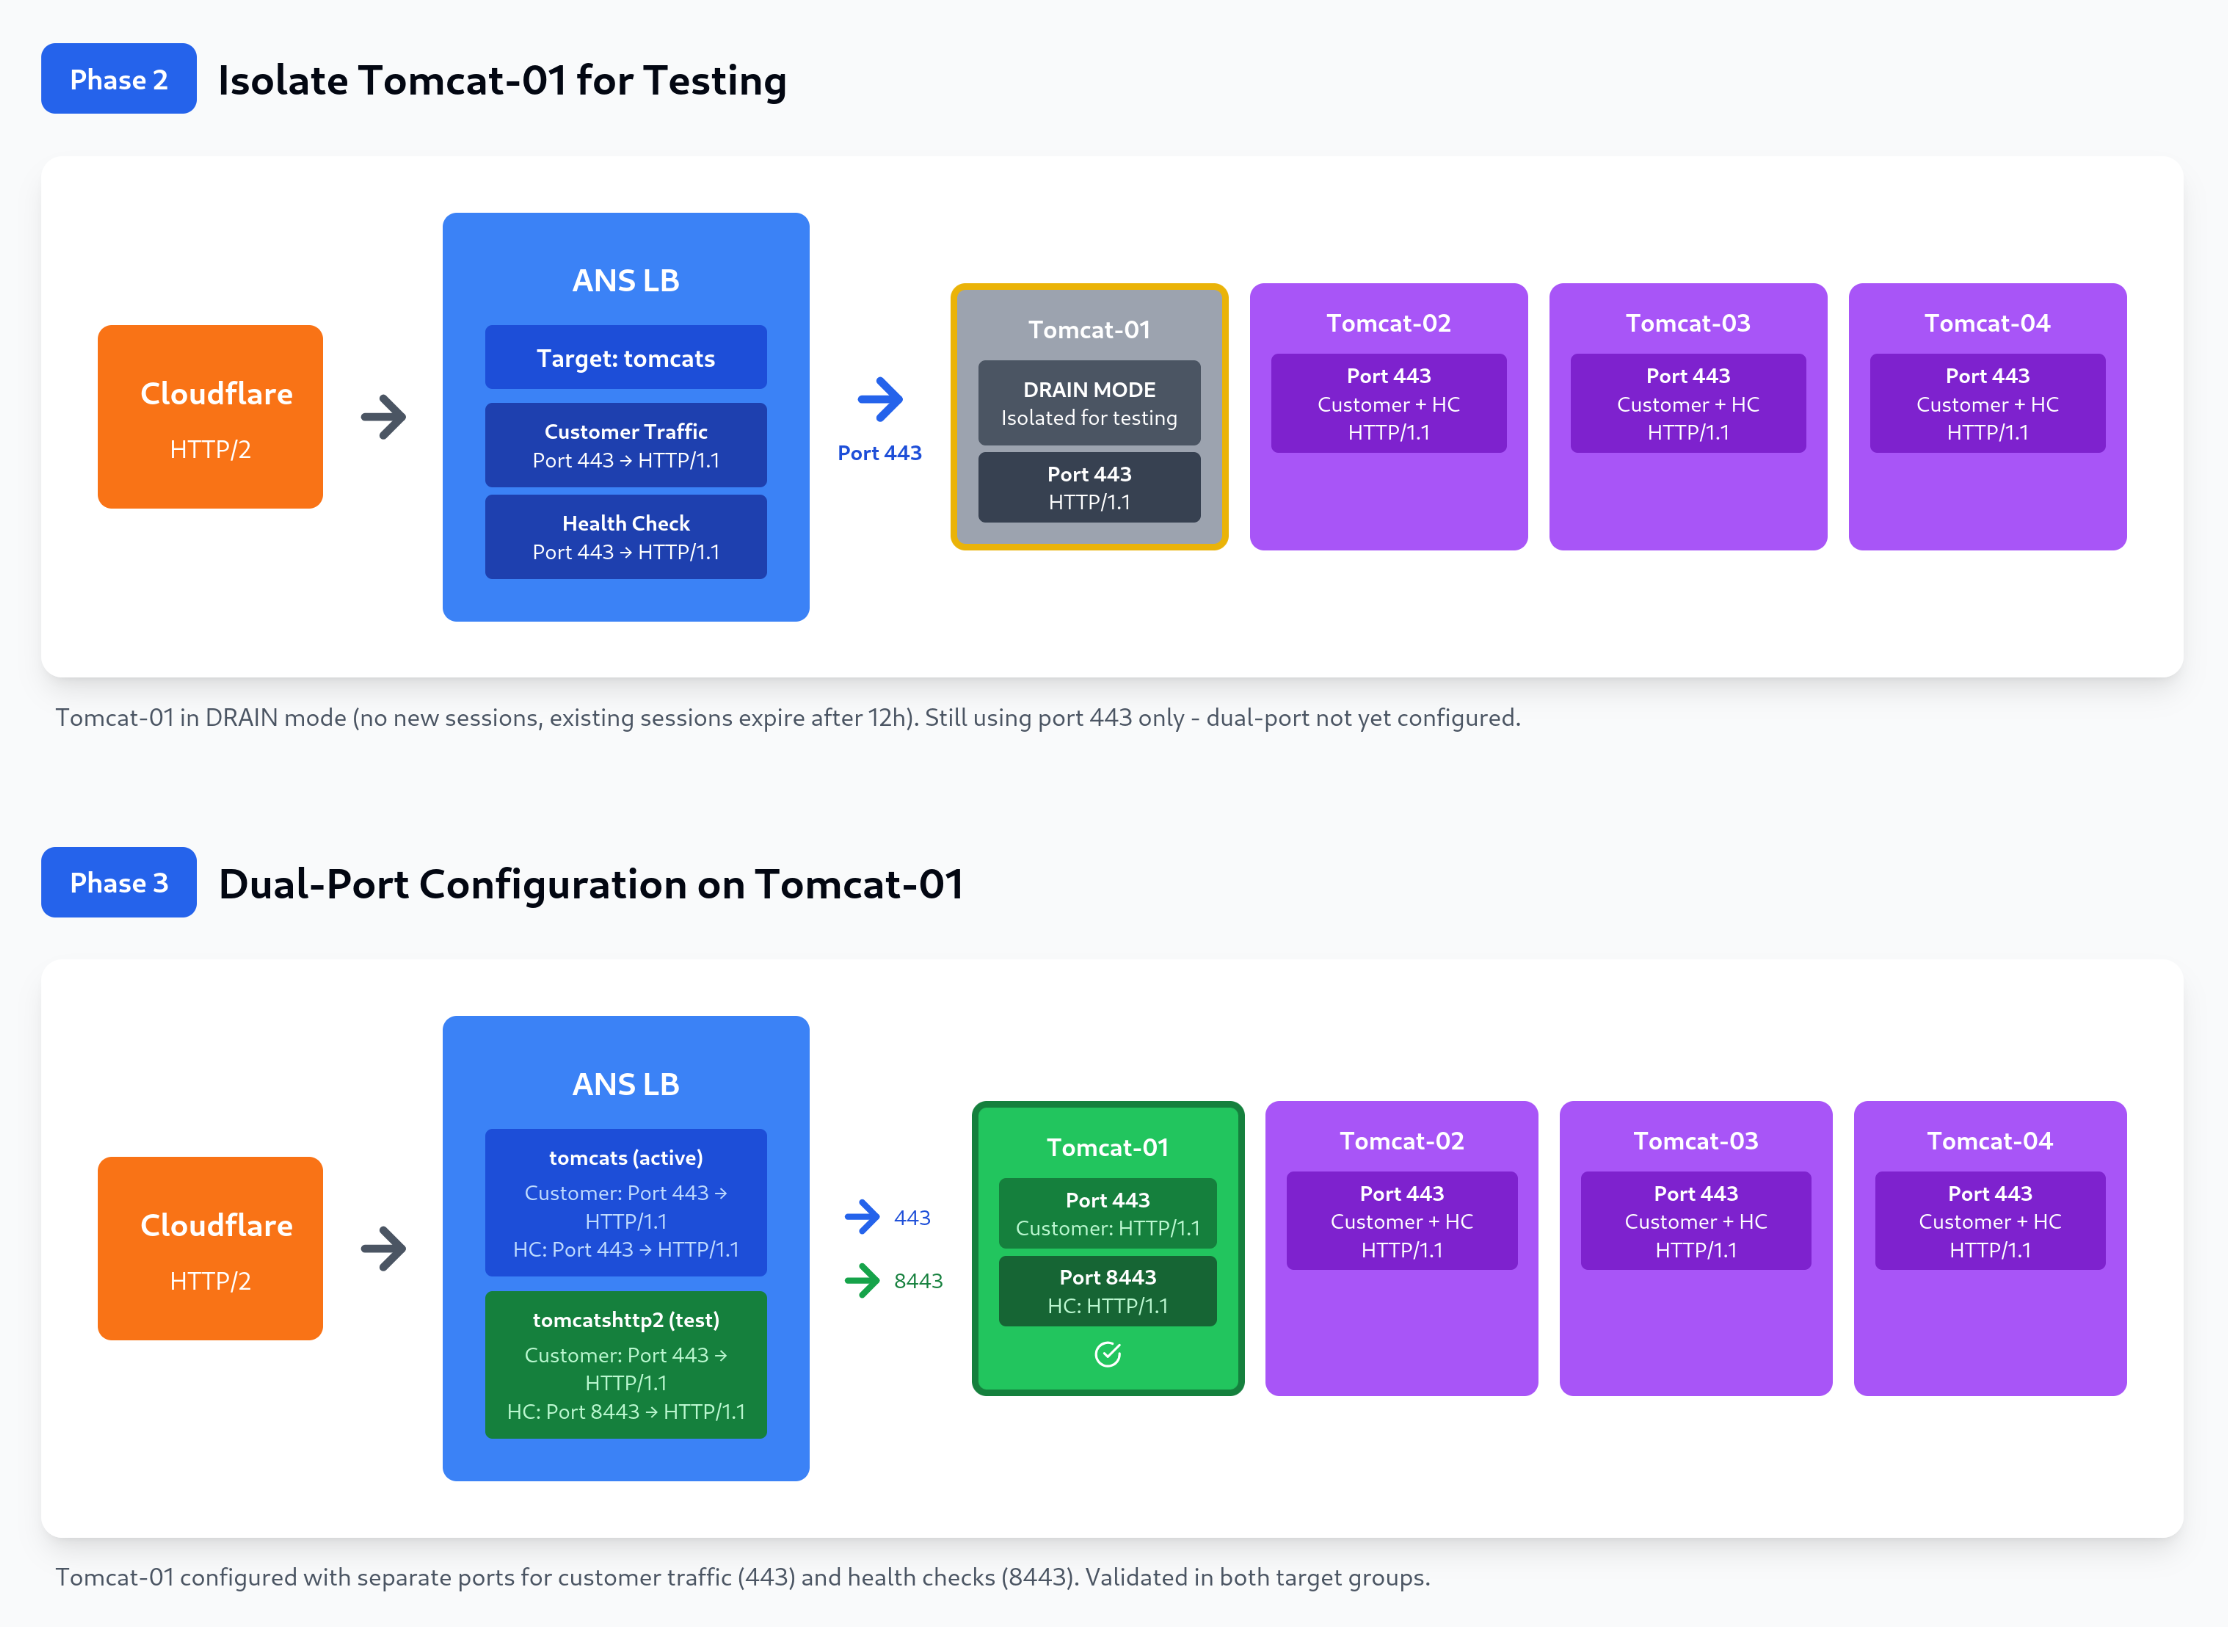 Phase 2
Isolate Tomcat-01 for Testing
Cloudflare
HTTP/2
ANS LB
Target: tomcats
Customer Traffic
Port 443 → HTTP/1.1
Health Check
Port 443 → HTTP/1.1
Port 443
Tomcat-01
DRAIN MODE
Isolated for testing
Port 443
HTTP/1.1
Tomcat-02
Port 443
Customer + HC
HTTP/1.1
Tomcat-03
Port 443
Customer + HC
HTTP/1.1
Tomcat-04
Port 443
Customer + HC
HTTP/1.1
Tomcat-01 in DRAIN mode (no new sessions, existing sessions expire after 12h). Still using port 443 only - dual-port not yet configured.
Phase 3
Dual-Port Configuration on Tomcat-01
Cloudflare
HTTP/2
ANS LB
tomcats (active)
Customer: Port 443 →
HTTP/1.1
HC: Port 443 → HTTP/1.1
tomcatshttp2 (test)
Customer: Port 443 →
HTTP/1.1
HC: Port 8443 → HTTP/1.1
443
8443
Tomcat-01
Port 443
Customer: HTTP/1.1
Port 8443
HC: HTTP/1.1
Tomcat-02
Port 443
Customer + HC
HTTP/1.1
Tomcat-03
Port 443
Customer + HC
HTTP/1.1
Tomcat-04
Port 443
Customer + HC
HTTP/1.1
Tomcat-01 configured with separate ports for customer traffic (443) and health checks (8443). Validated in both target groups.